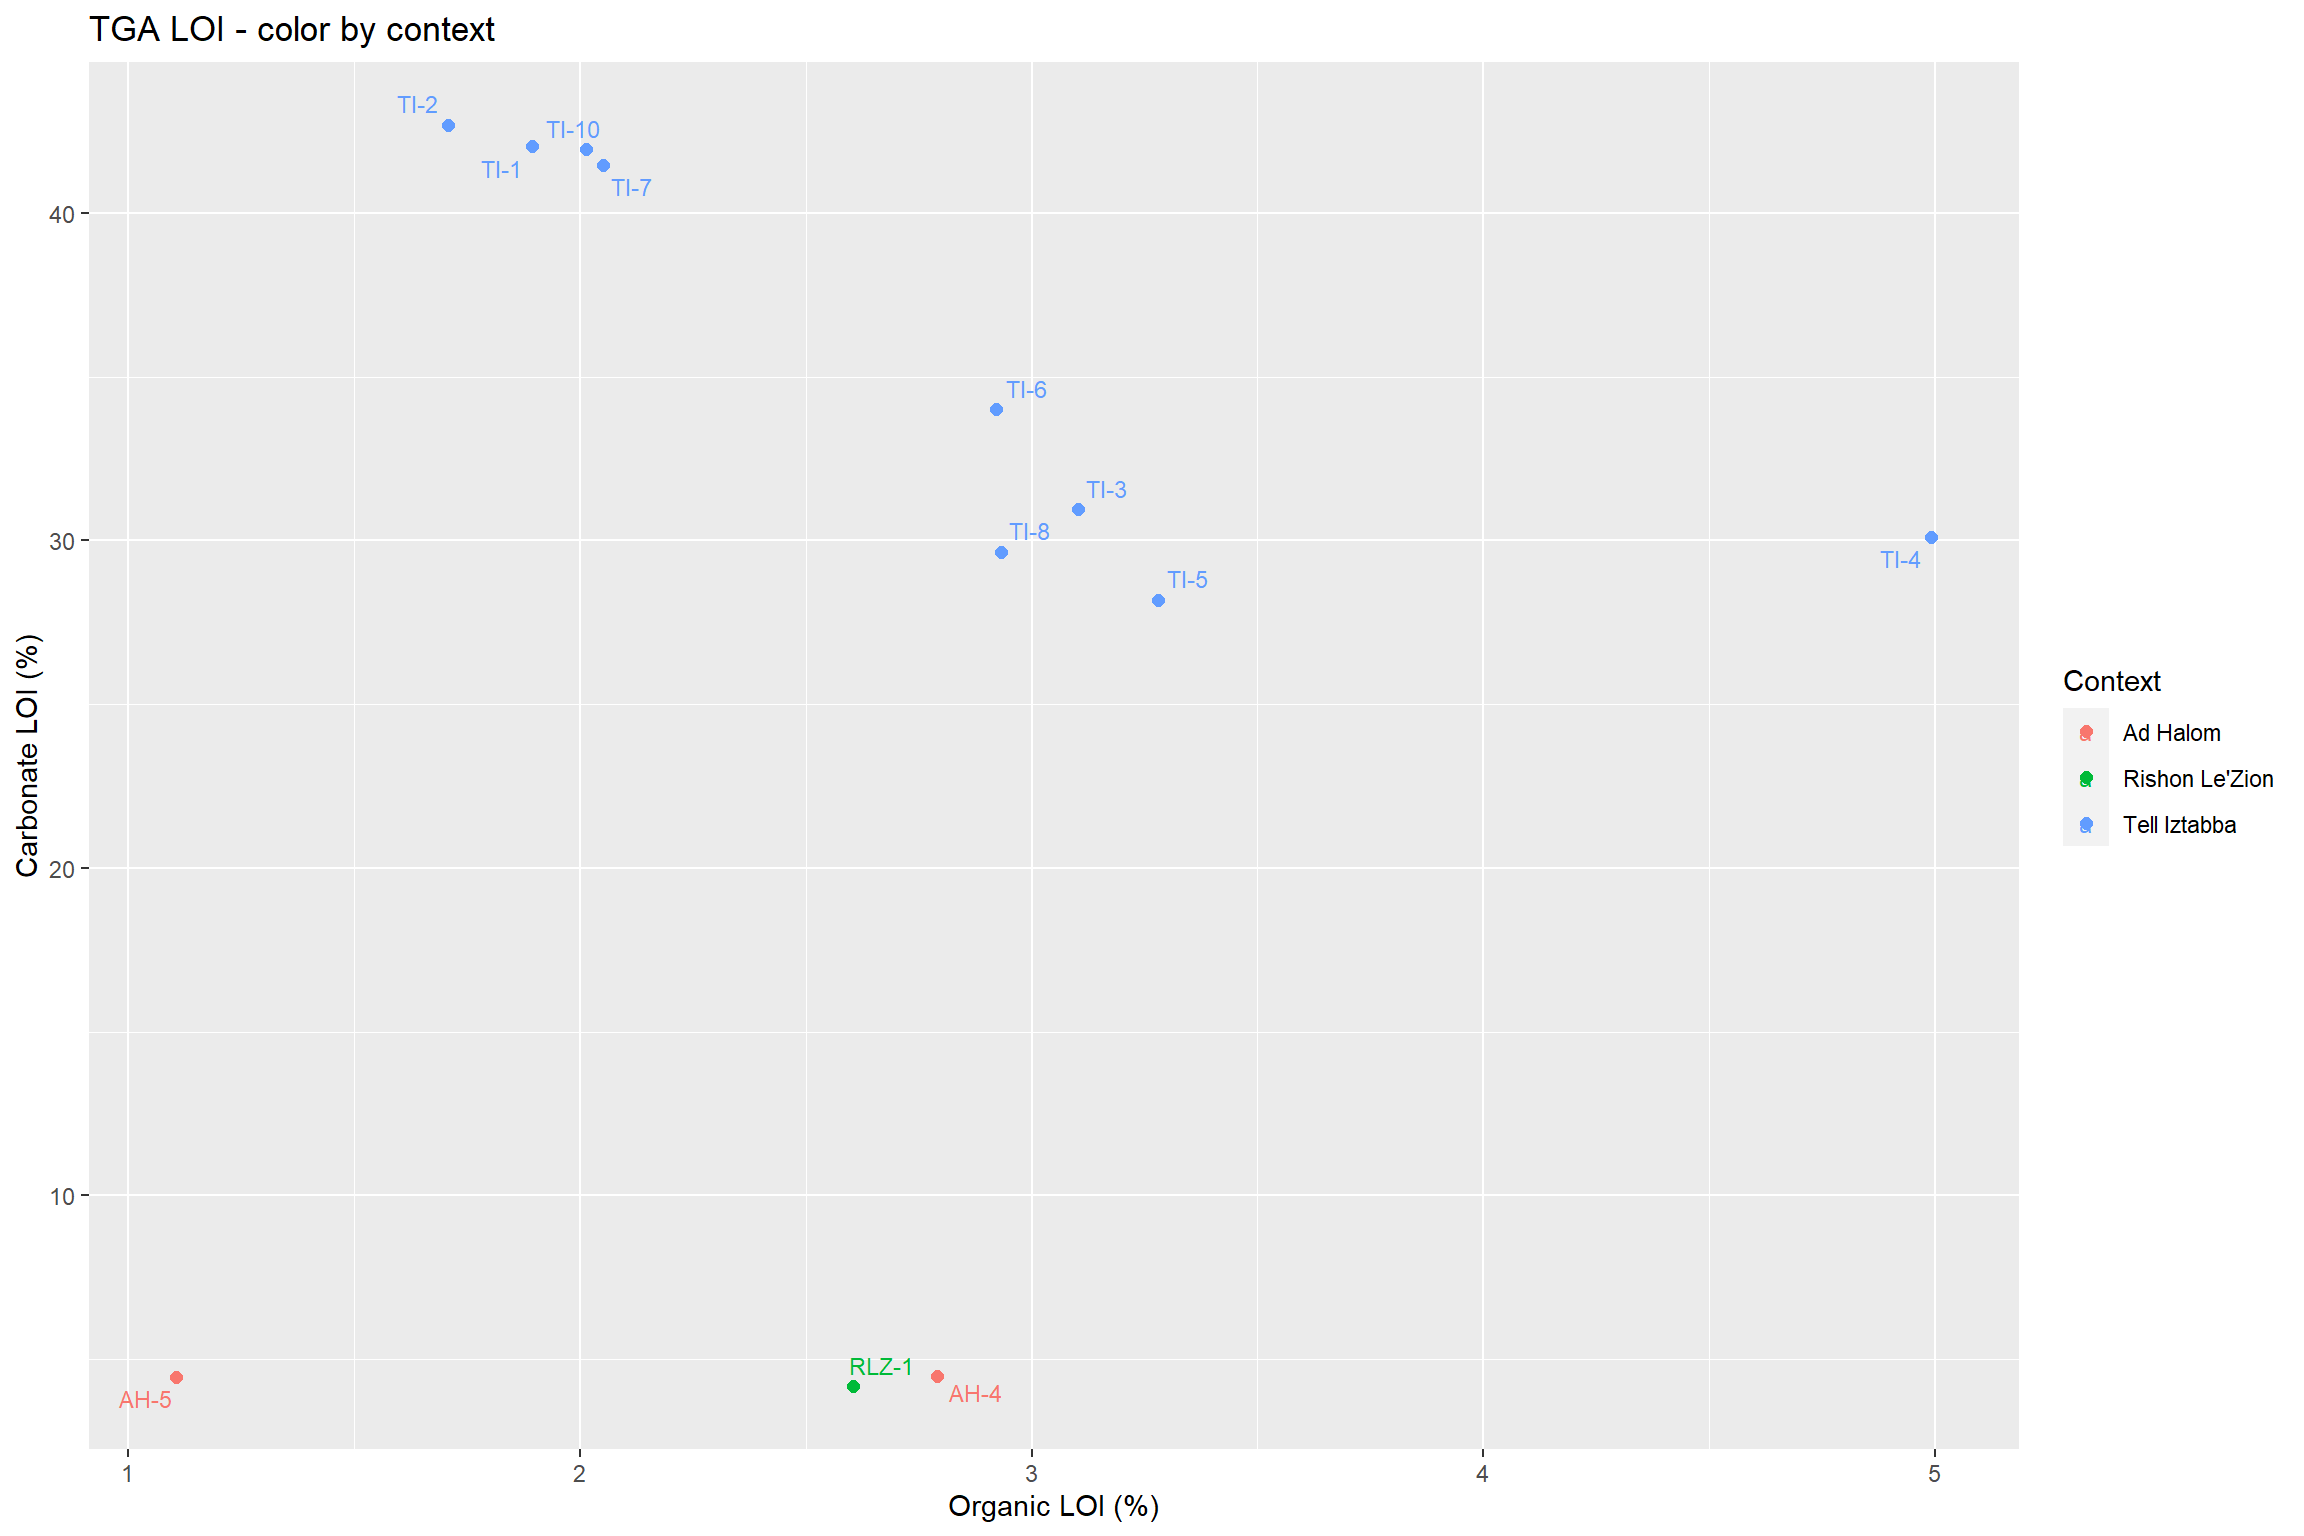 TGA LOI - color by context
TI-2
TI-10
TI-1
TI-7
40
TI-6
TI-3
TI-8
30
TI-4
TI-5
Carbonate LOI (%)
Context
Ad Halom
Rishon Le'Zion
Tell Iztabba
20
10
RLZ-1
AH-4
AH-5
1 2 3 4 5
Organic LOI (%)